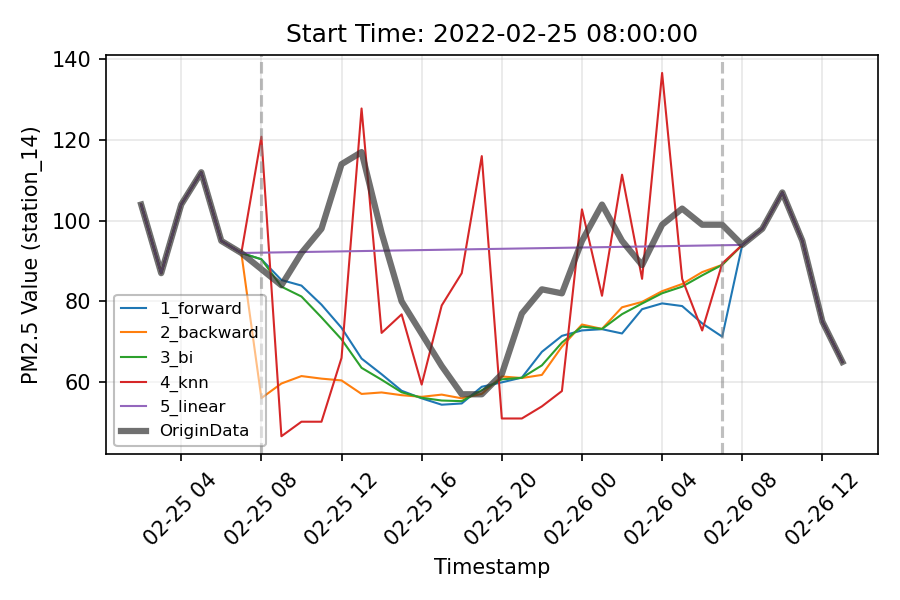 Start Time: 2022-02-25 08:00:00
PM2.5 Value (station_14)
140
120
100
80
60
1_forward
2_backward
3_bi
4_knn
5_linear
OriginData
02-25 04
02-25 08
02-25 12
02-25 16
02-25 20
02-26 00
02-26 04
02-26 08
02-26 12
Timestamp